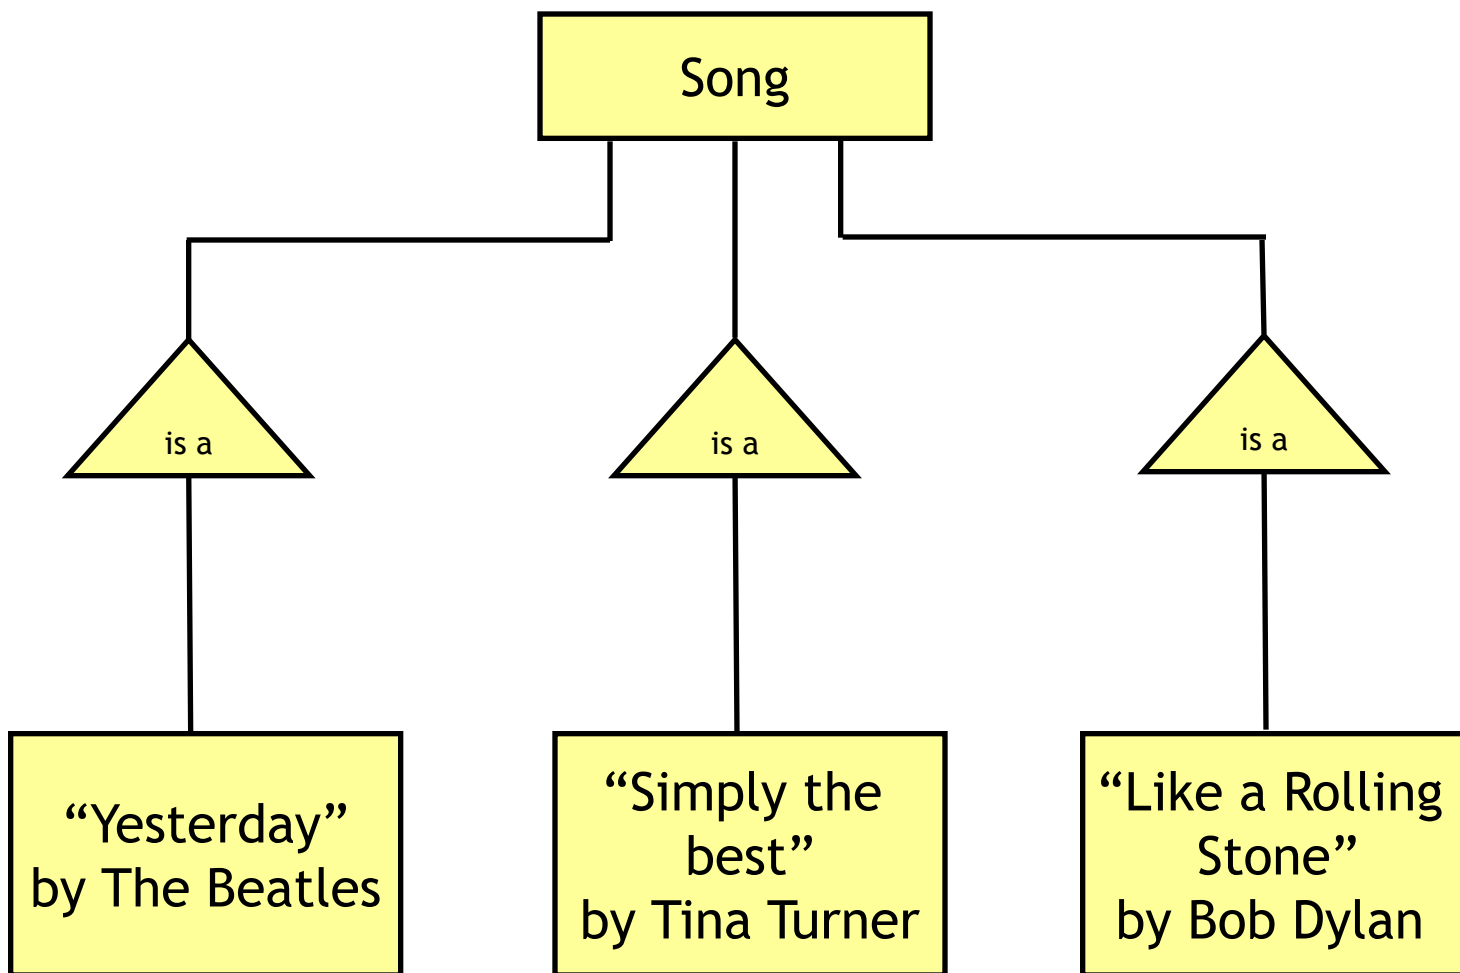 Song
is a
is a
is a
“Yesterday”
by The Beatles
“Simply the
best”
by Tina Turner
“Like a Rolling
Stone”
by Bob Dylan